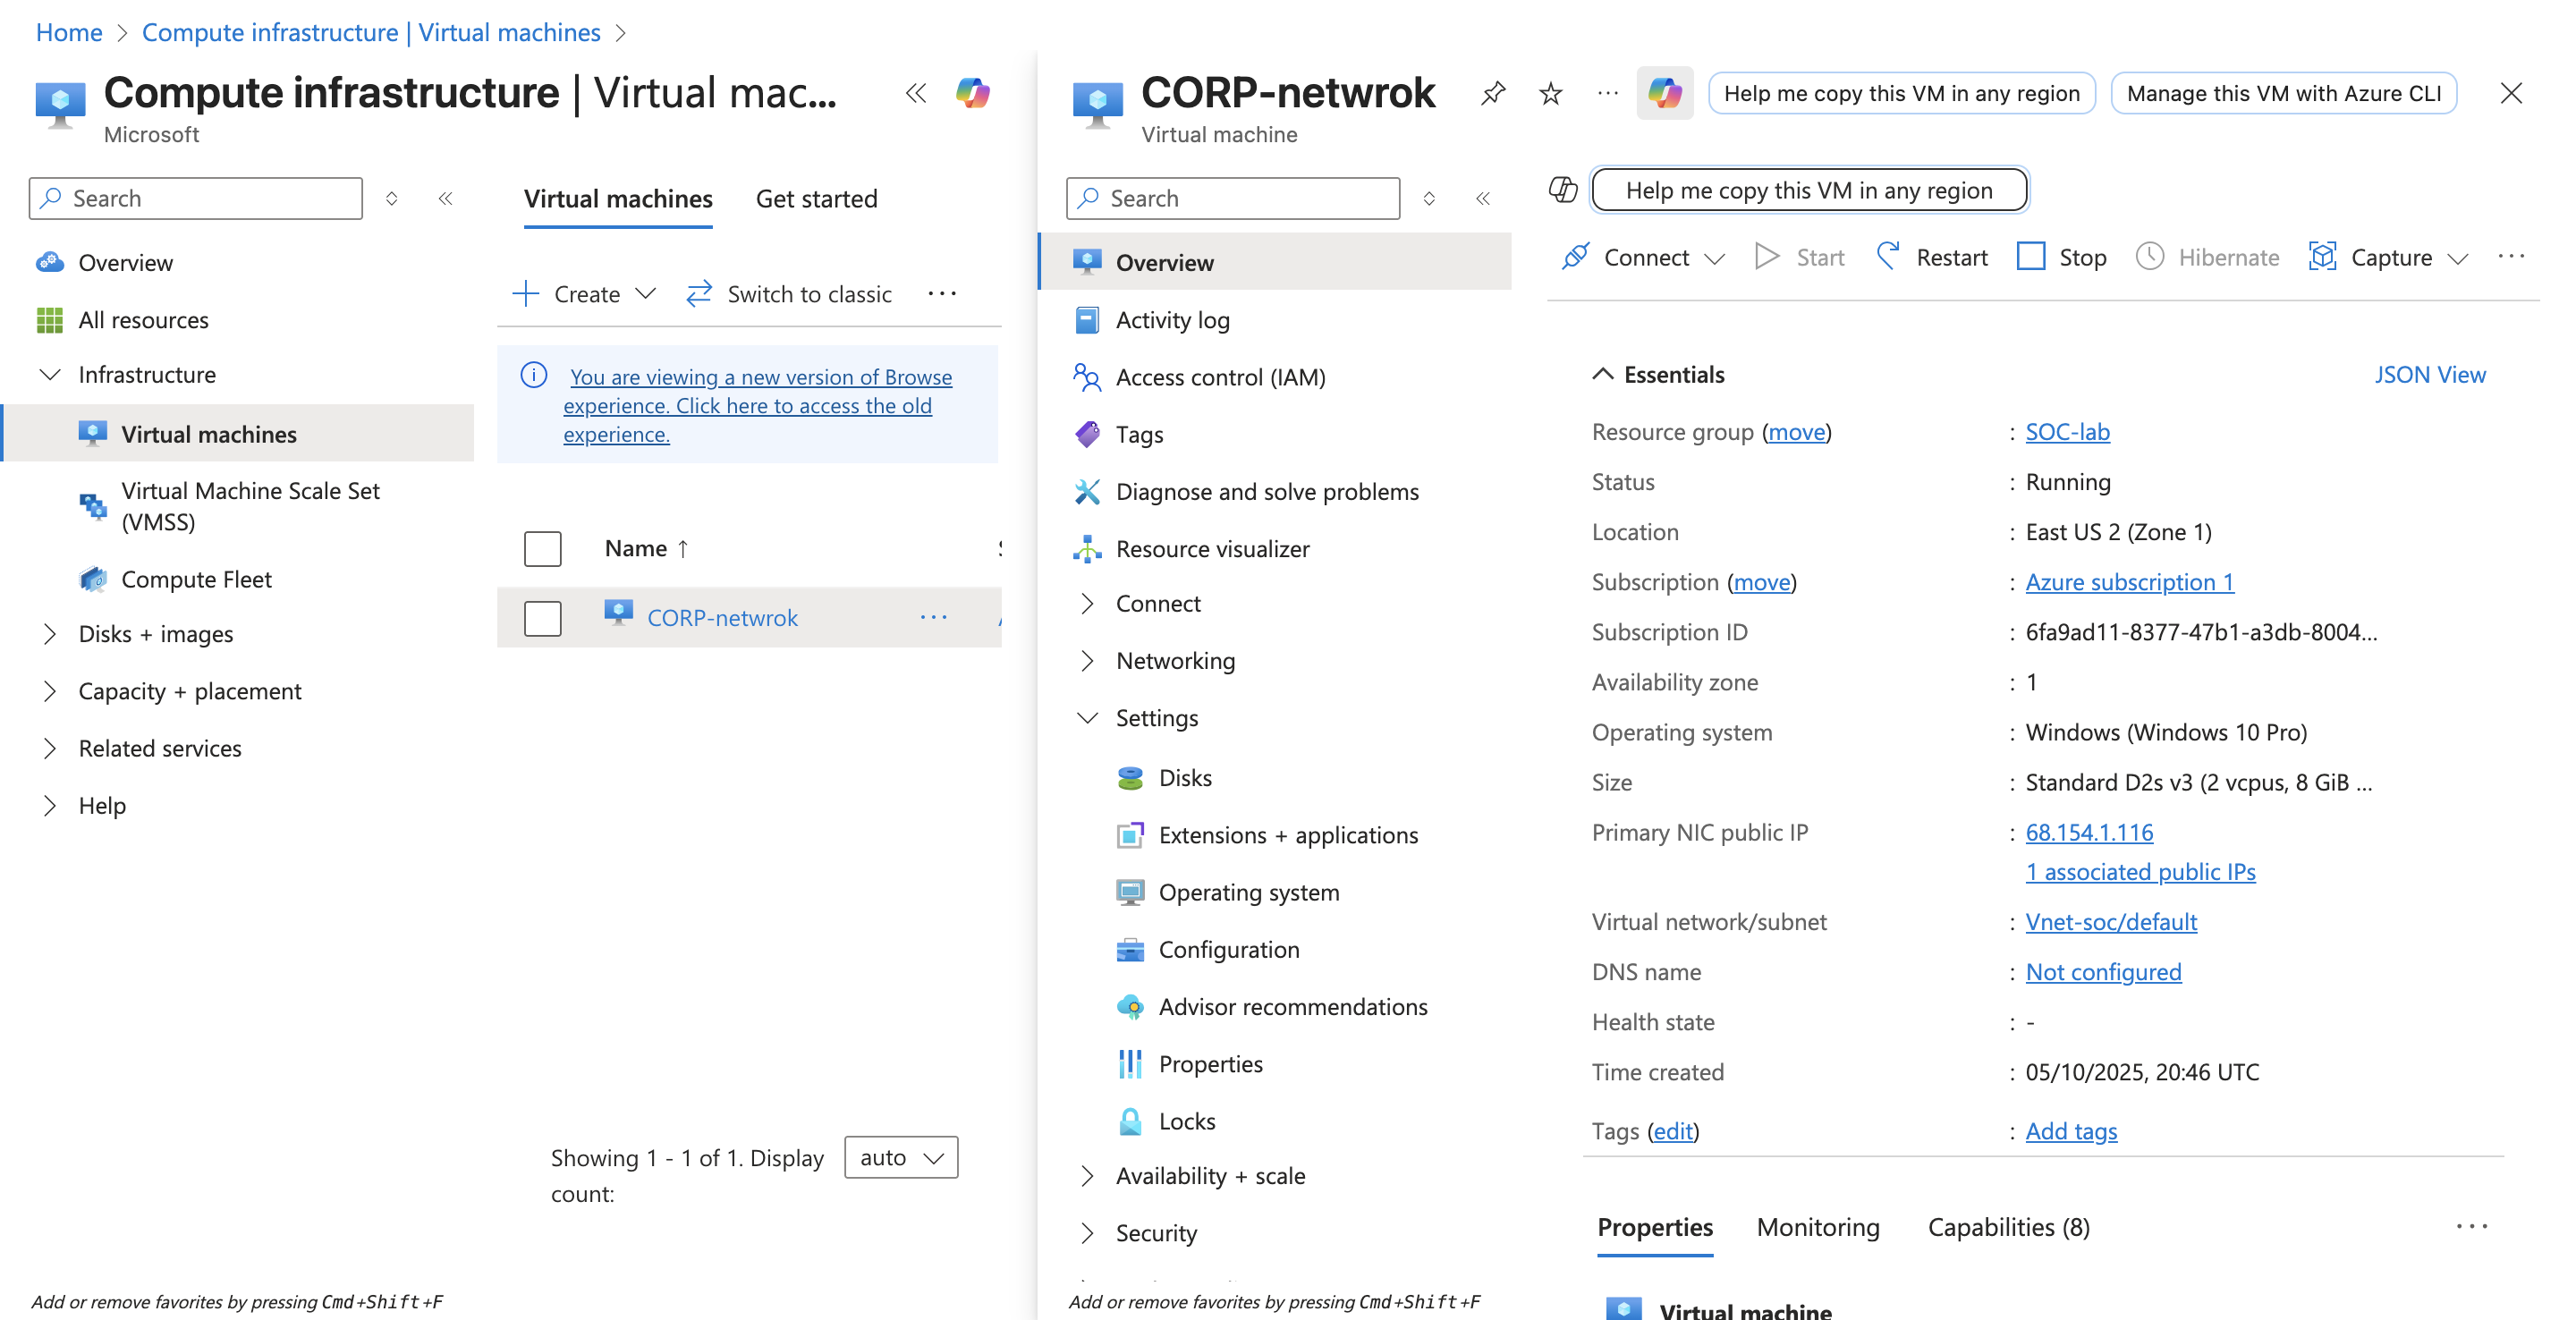 Home > Compute infrastructure | Virtual machines >
Compute infrastructure | Virtual mac...
Microsoft
Search
Overview
All resources
Infrastructure
Virtual machines
Virtual Machine Scale Set
(VMSS)
Compute Fleet
Disks + images
Capacity + placement
Related services
Help
Add or remove favorites by pressing Cmd+Shift+F
Virtual machines Get started
Create Switch to classic ...
You are viewing a new version of Browse
experience. Click here to access the old
experience.
Name ↑
CORP-netwrok ...
Showing 1 - 1 of 1. Display
count:
auto
CORP-netwrok
Virtual machine
Help me copy this VM in any region
Manage this VM with Azure CLI
Search
Overview
Activity log
Access control (IAM)
Tags
Diagnose and solve problems
Resource visualizer
Connect
Networking
Settings
Disks
Extensions + applications
Operating system
Configuration
Advisor recommendations
Properties
Locks
Availability + scale
Security
Add or remove favorites by pressing Cmd+Shift+F
Help me copy this VM in any region
Connect Start Restart Stop Hibernate Capture ...
Essentials JSON View
Resource group (move) : SOC-lab
Status : Running
Location : East US 2 (Zone 1)
Subscription (move) : Azure subscription 1
Subscription ID : 6fa9ad11-8377-47b1-a3db-8004...
Availability zone : 1
Operating system : Windows (Windows 10 Pro)
Size : Standard D2s v3 (2 vcpus, 8 GiB ...
Primary NIC public IP : 68.154.1.116
1 associated public IPs
Virtual network/subnet : Vnet-soc/default
DNS name : Not configured
Health state : -
Time created : 05/10/2025, 20:46 UTC
Tags (edit) : Add tags
Properties Monitoring Capabilities (8) ...
Virtual machine